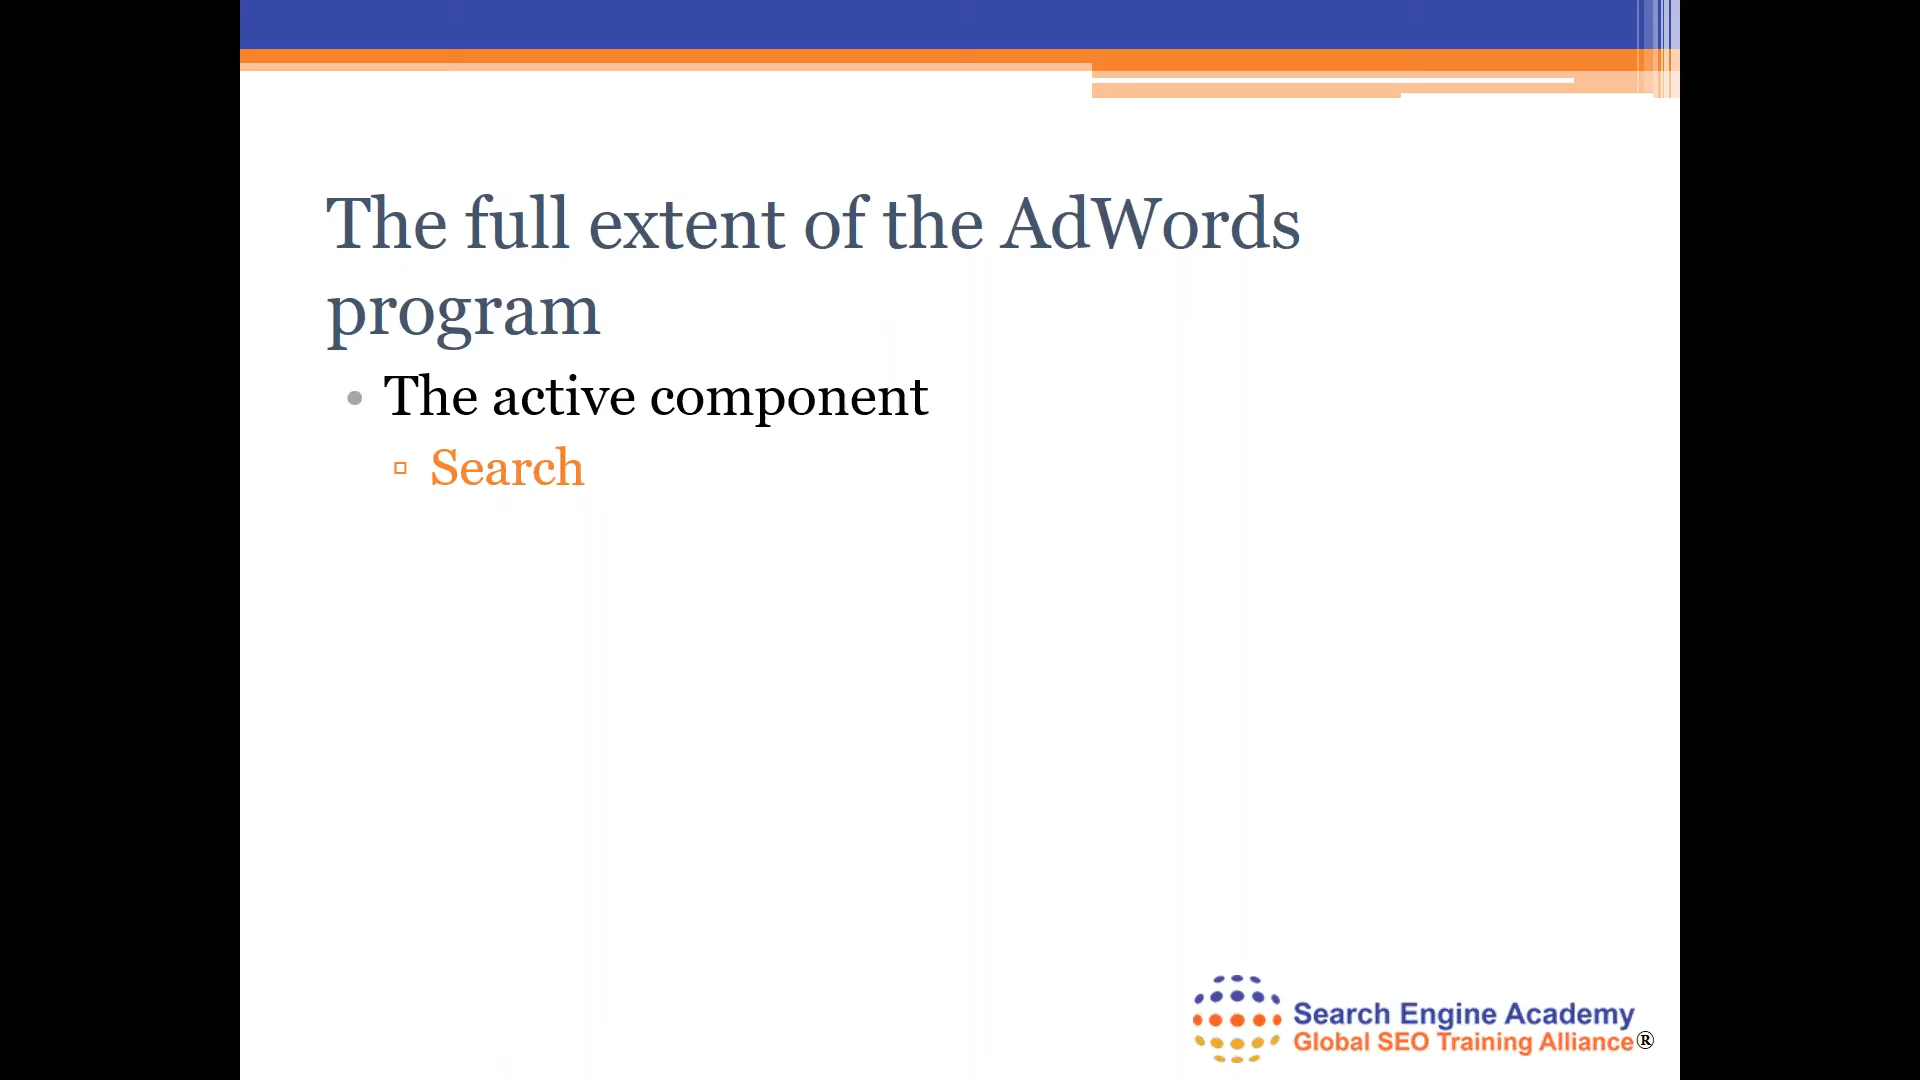 The full extent of the AdWords
program
• The active component
▫ Search
Search Engine Academy
Global SEO Training Alliance®